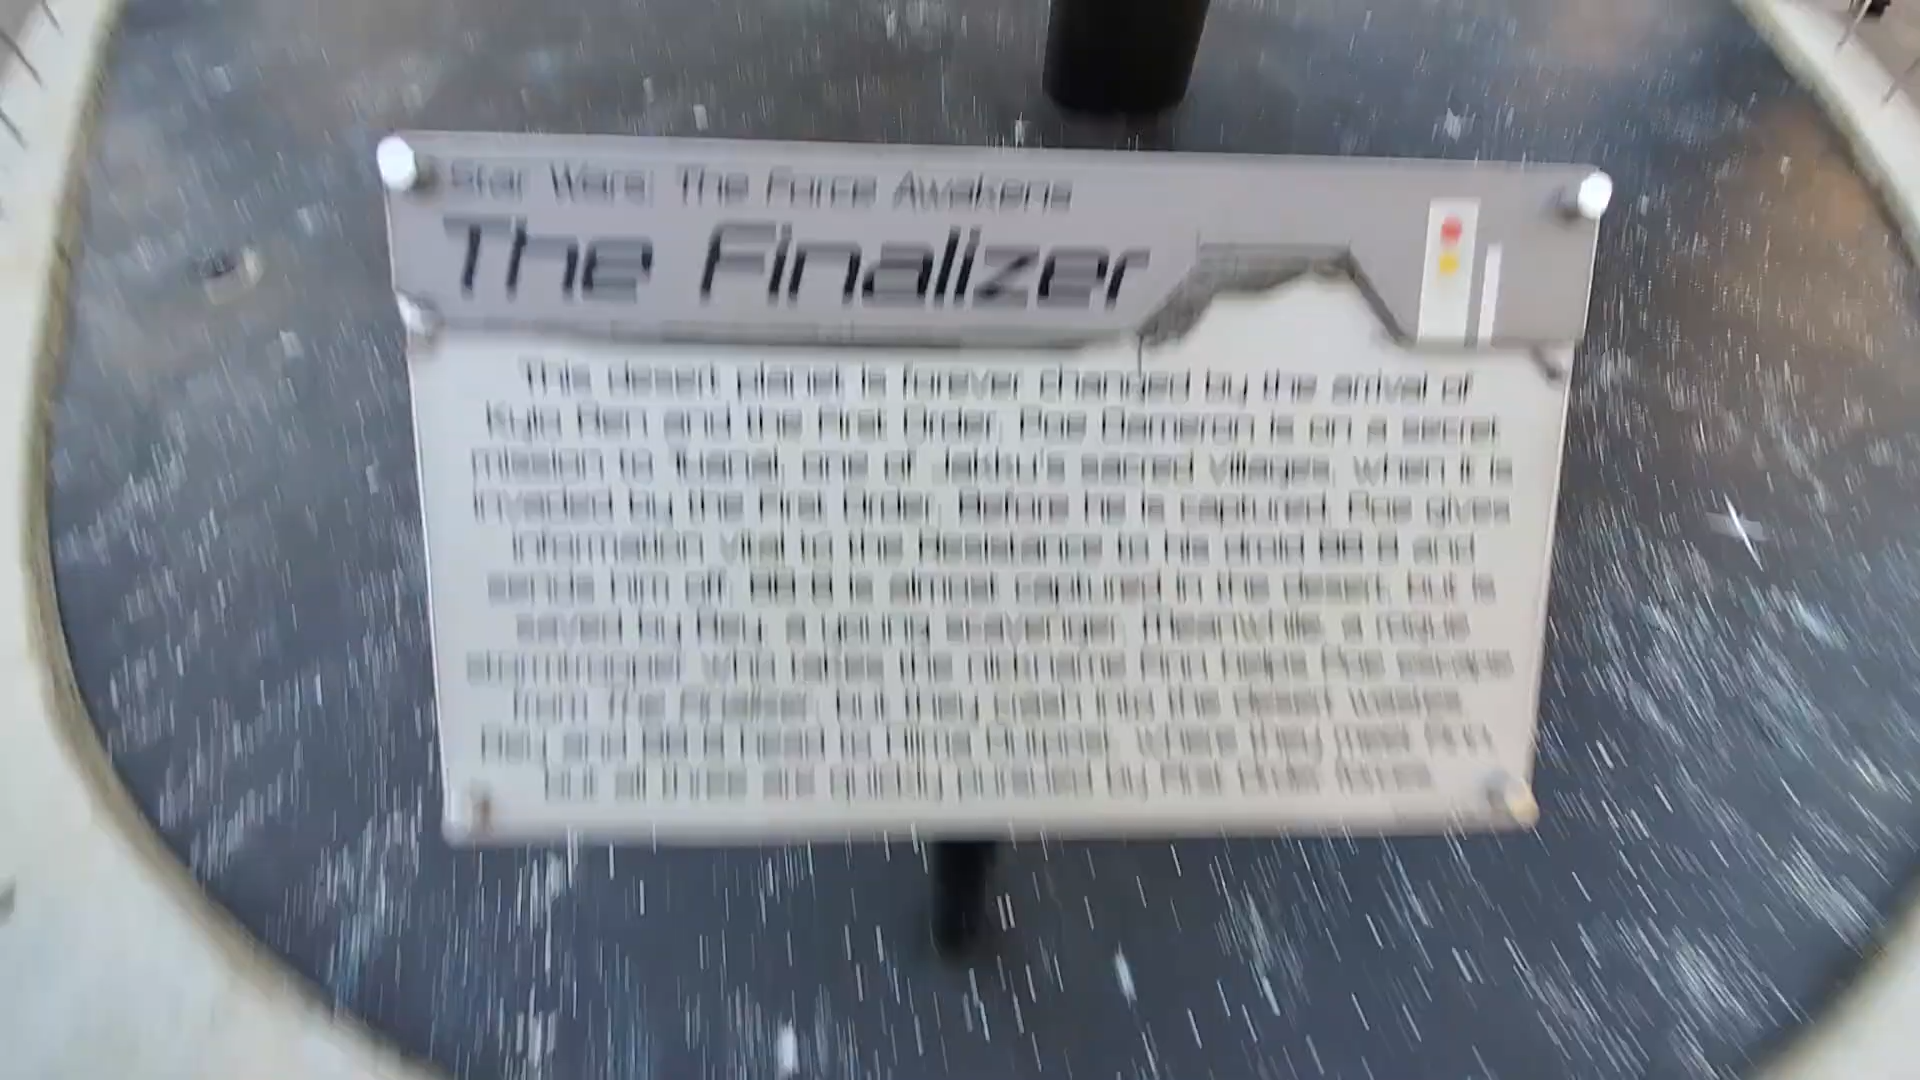 Star Wars: The Force Awakens
The Finalizer
This desert planet is forever changed by the arrival of
Kylo Ren and the First Order. Poe Dameron is on a secret
mission to Tuanal, one of Jakku's sacred villages, when it is
invaded by the First Order. Before he is captured, Poe gives
information vital to the Resistance to his droid BB-8 and
sends him off. BB-8 is almost captured in the desert, but is
saved by Rey, a young scavenger. Meanwhile, a rogue
stormtrooper who takes the nickname Finn helps Poe escape
from The Finalizer, but they crash into the desert wastes.
Rey and BB-8 head to Niima Outpost, where they meet Finn,
but all three are quickly by First Order forces.